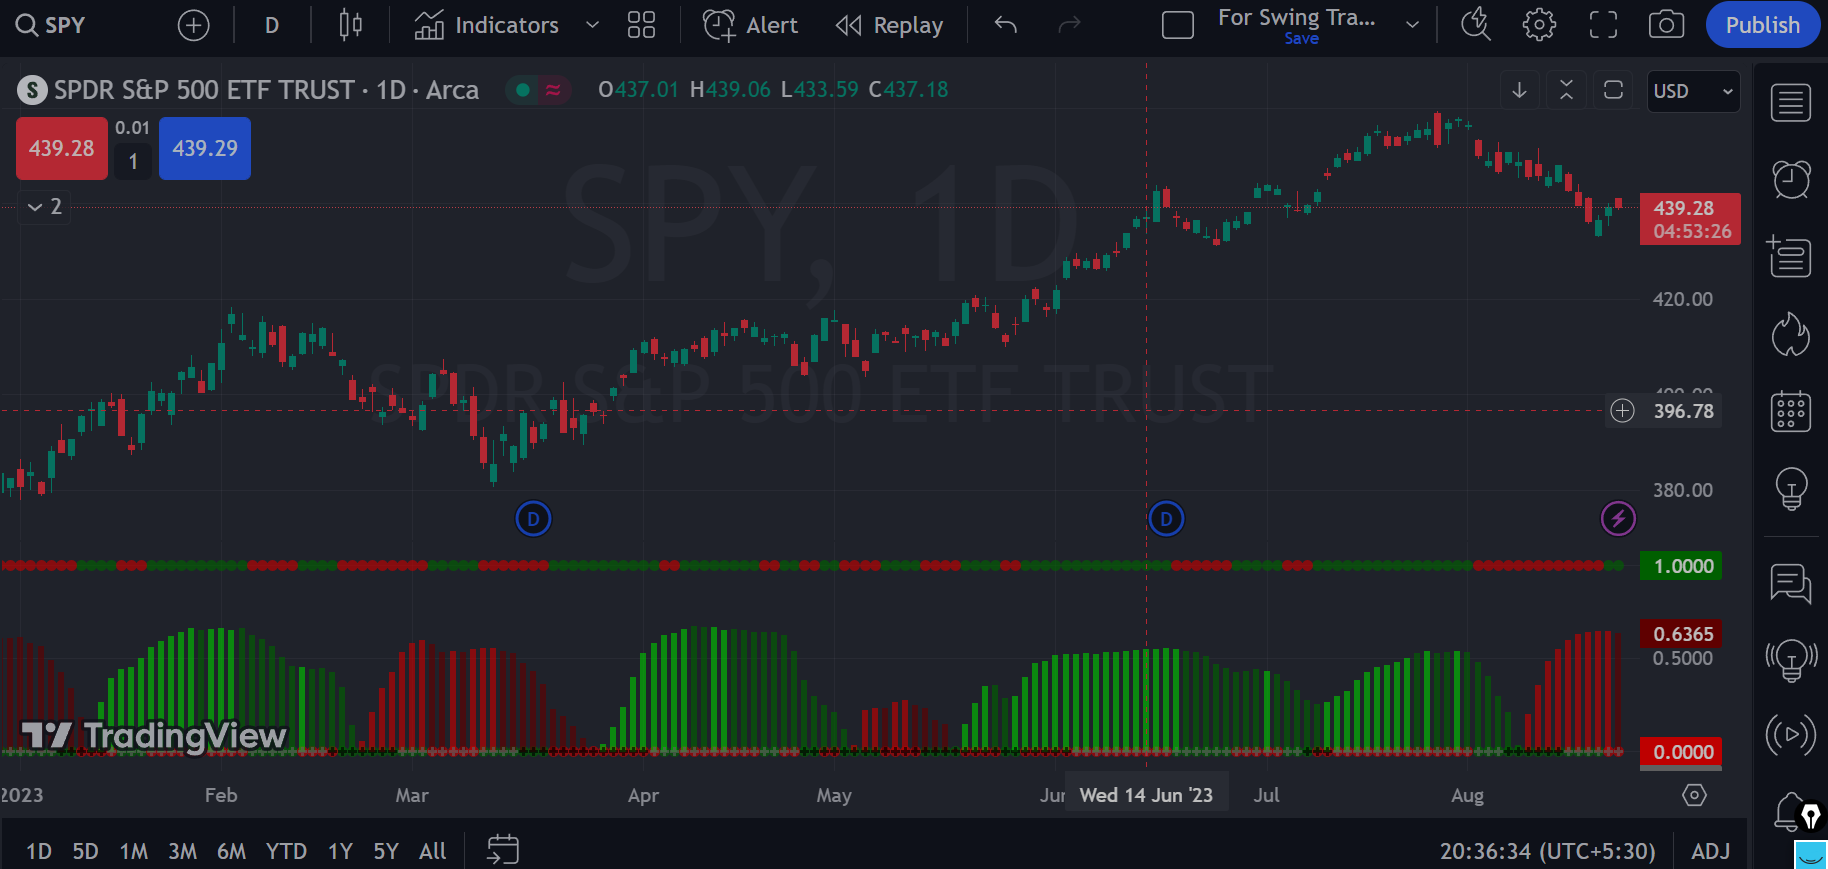 SPY D Indicators Alert Replay For Swing Tra... Save Publish
S SPDR S&P 500 ETF TRUST · 1D · Arca O437.01 H439.06 L433.59 C437.18 USD
439.28 0.01 1 439.29
2
SPY, 1D
SPDR S&P 500 ETF TRUST
439.28
04:53:26
420.00
396.78
380.00
D D
1.0000
0.6365
0.5000
TradingView
0.0000
2023 Feb Mar Apr May Wed 14 Jun '23 Jul Aug
1D 5D 1M 3M 6M YTD 1Y 5Y All 20:36:34 (UTC+5:30) ADJ